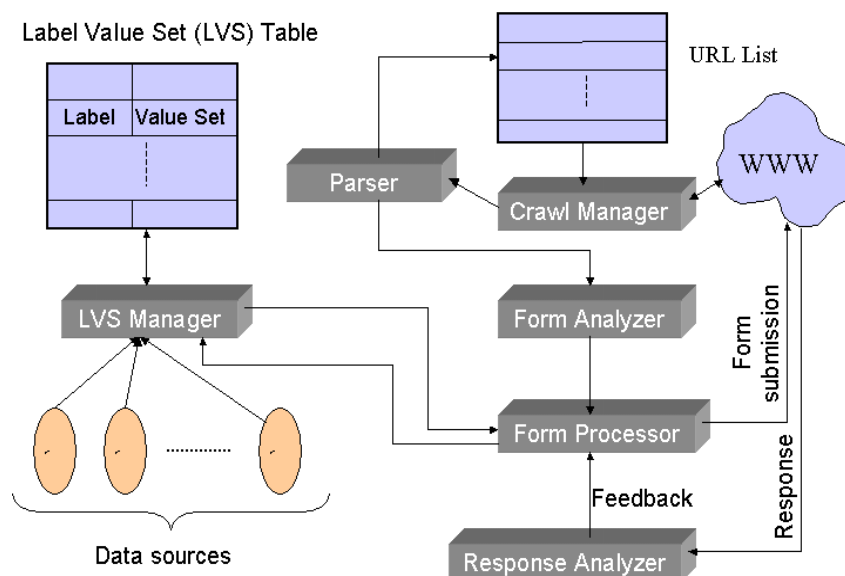 Label Value Set (LVS) Table
URL List
Label
Value Set
WWW
Parser
Crawl Manager
LVS Manager
Form Analyzer
Form
submission
Form Processor
Response
Feedback
Data sources
Response Analyzer